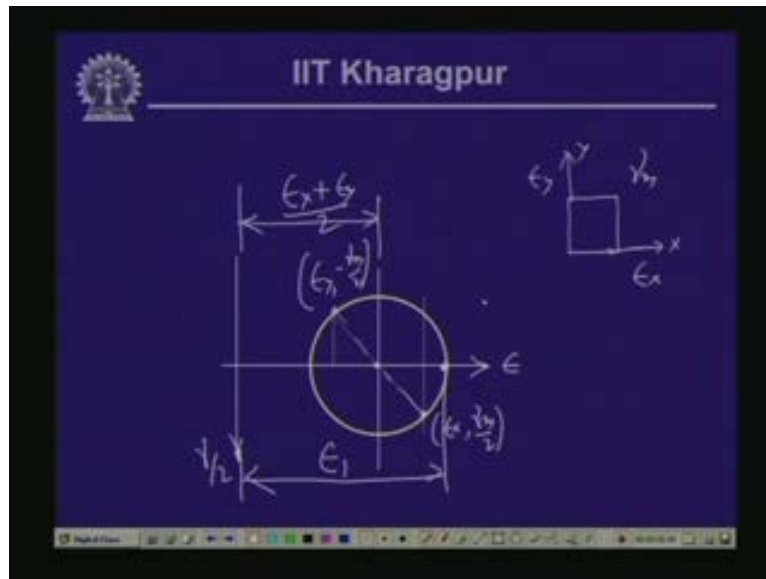 IIT Kharagpur
εx + εy
2
εy
y
γxy
x
εx
(εy, -γxy/2)
ε
(εx, γxy/2)
γ/2
ε1